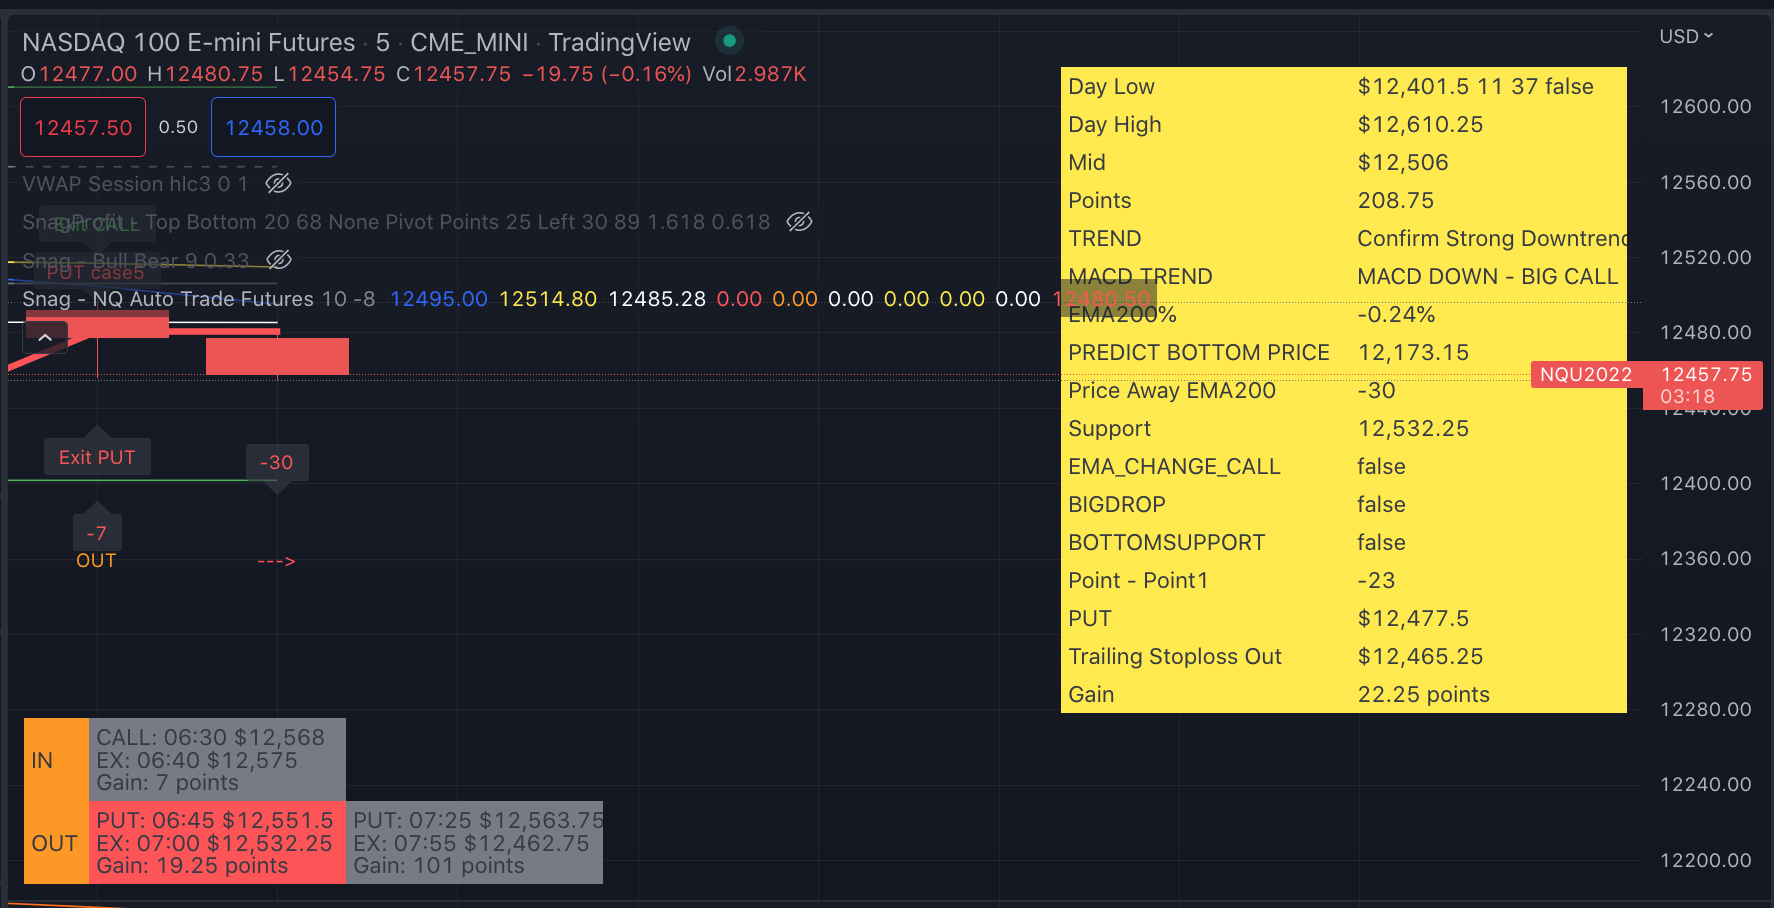 NASDAQ 100 E-mini Futures · 5 · CME_MINI · TradingView
O12477.00 H12480.75 L12454.75 C12457.75 −19.75 (−0.16%) Vol2.987K
12457.50 0.50 12458.00
VWAP Session hlc3 0 1
Exit CALL
SnagProfit - Top Bottom 20 68 None Pivot Points 25 Left 30 89 1.618 0.618
Snag - Bull Bear 9 0.33
PUT case5
Snag - NQ Auto Trade Futures 10 -8 12495.00 12514.80 12485.28 0.00 0.00 0.00 0.00 0.00 0.00 12480.50
Exit PUT
-30
-7
OUT
--->
Day Low $12,401.5 11 37 false
Day High $12,610.25
Mid $12,506
Points 208.75
TREND Confirm Strong Downtrend
MACD TREND MACD DOWN - BIG CALL
EMA200% -0.24%
PREDICT BOTTOM PRICE 12,173.15
Price Away EMA200 -30
Support 12,532.25
EMA_CHANGE_CALL false
BIGDROP false
BOTTOMSUPPORT false
Point - Point1 -23
PUT $12,477.5
Trailing Stoploss Out $12,465.25
Gain 22.25 points
USD
12600.00
12560.00
12520.00
12480.00
NQU2022 12457.75
03:18
12440.00
12400.00
12360.00
12320.00
12280.00
12240.00
12200.00
IN
CALL: 06:30 $12,568
EX: 06:40 $12,575
Gain: 7 points
OUT
PUT: 06:45 $12,551.5
EX: 07:00 $12,532.25
Gain: 19.25 points
PUT: 07:25 $12,563.75
EX: 07:55 $12,462.75
Gain: 101 points